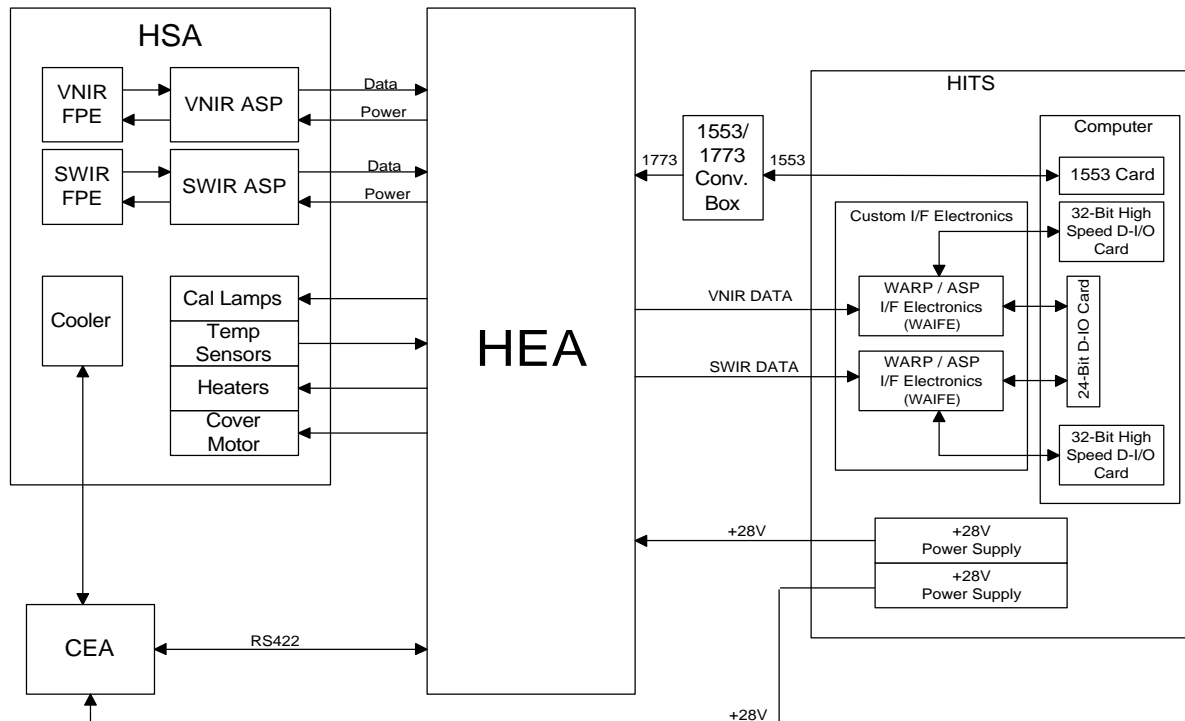 HSA
VNIR
FPE
VNIR ASP
Data
Power
SWIR
FPE
SWIR ASP
Data
Power
Cooler
Cal Lamps
Temp
Sensors
Heaters
Cover
Motor
CEA
RS422
HEA
1773
1553/
1773
Conv.
Box
1553
VNIR DATA
SWIR DATA
+28V
+28V
HITS
Computer
1553 Card
32-Bit High
Speed D-I/O
Card
Custom I/F Electronics
WARP / ASP
I/F Electronics
(WAIFE)
WARP / ASP
I/F Electronics
(WAIFE)
24-Bit D-IO Card
32-Bit High
Speed D-I/O
Card
+28V
Power Supply
+28V
Power Supply